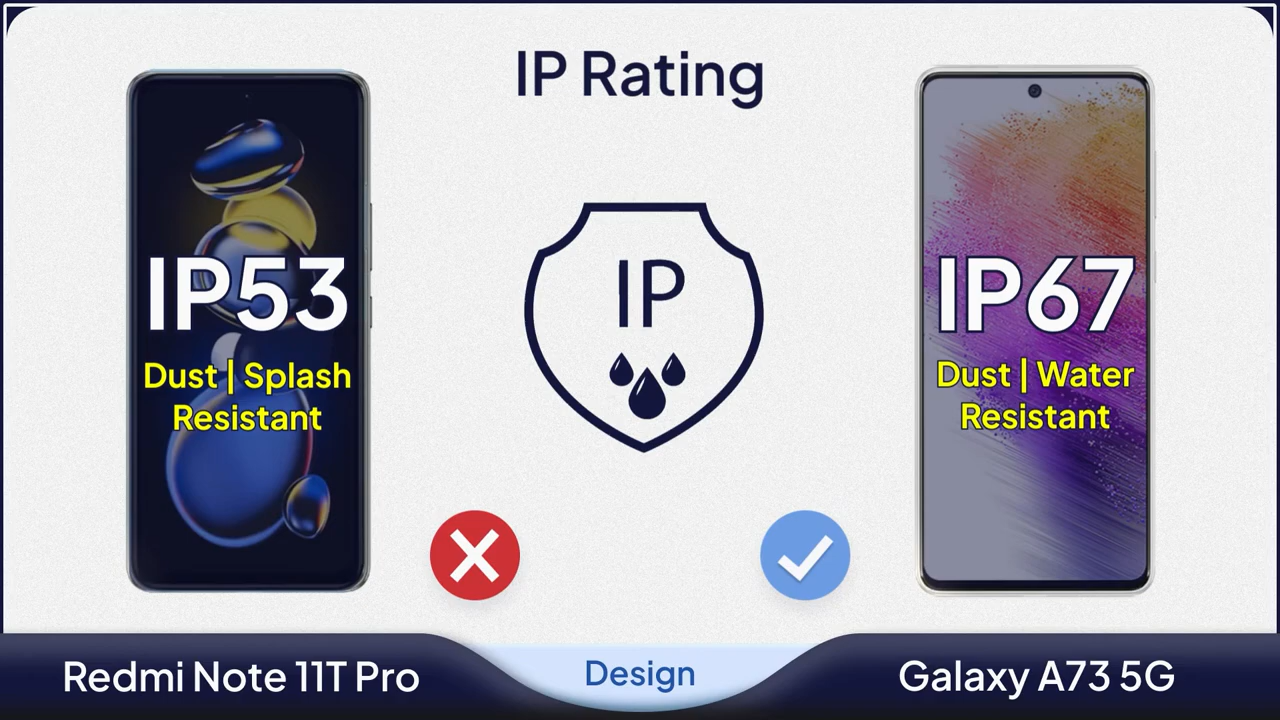 IP Rating
IP53
Dust | Splash
Resistant
IP
IP67
Dust | Water
Resistant
Redmi Note 11T Pro
Design
Galaxy A73 5G